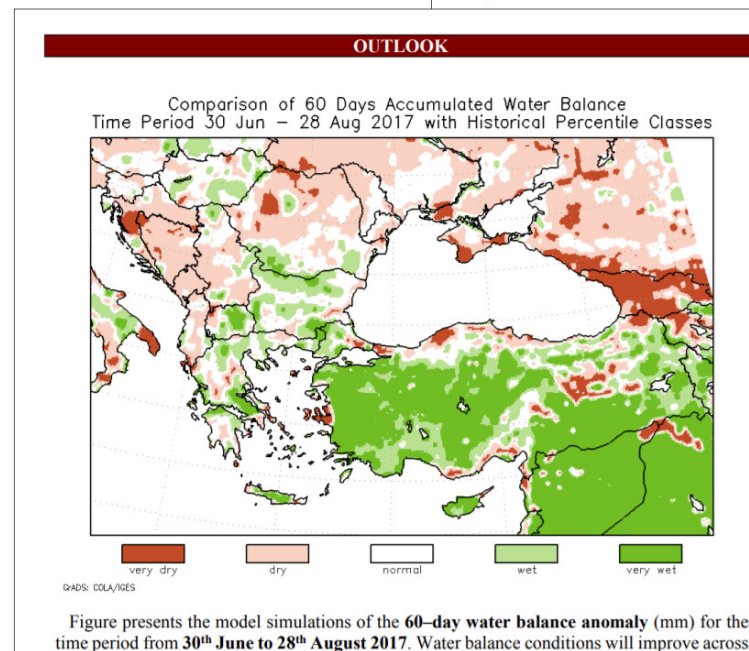 OUTLOOK
Comparison of 60 Days Accumulated Water Balance
Time Period 30 Jun – 28 Aug 2017 with Historical Percentile Classes
very dry dry normal wet very wet
GrADS: COLA/IGES
Figure presents the model simulations of the 60–day water balance anomaly (mm) for the
time period from 30th June to 28th August 2017. Water balance conditions will improve across